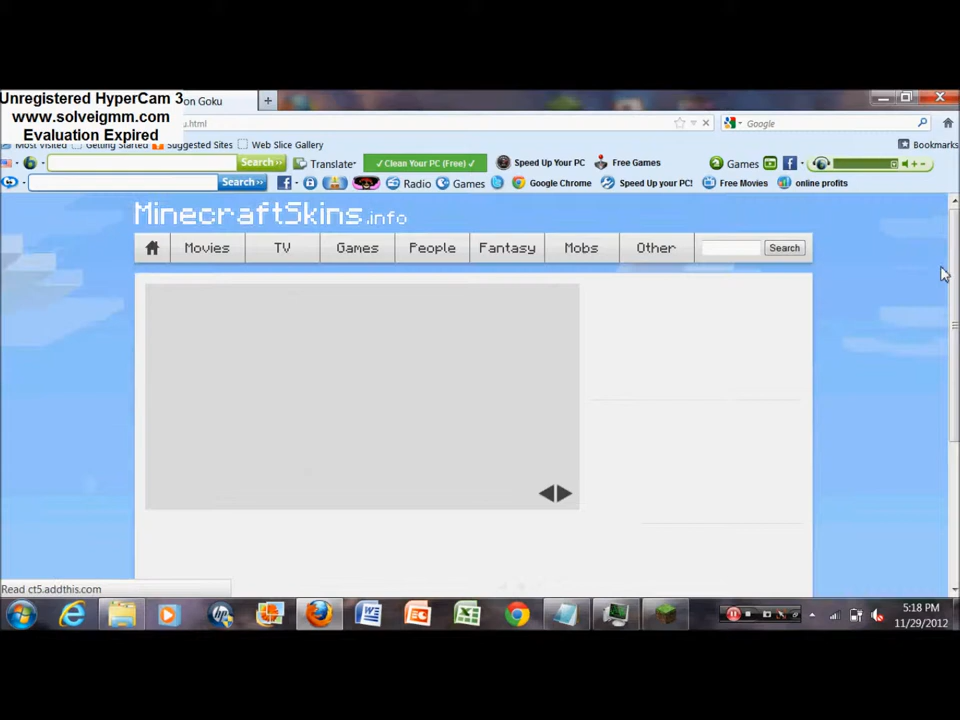 Unregistered HyperCam 3
www.solveigmm.com
Evaluation Expired
on Goku
+
u.html
Google
Most Visited Getting Started Suggested Sites Web Slice Gallery Bookmarks
Search >> Translate ✓ Clean Your PC (Free) ✓ Speed Up Your PC Free Games Games
Search >> Radio Games Google Chrome Speed Up your PC! Free Movies online profits
MinecraftSkins.info
Movies TV Games People Fantasy Mobs Other Search
Read ct5.addthis.com
5:18 PM
11/29/2012